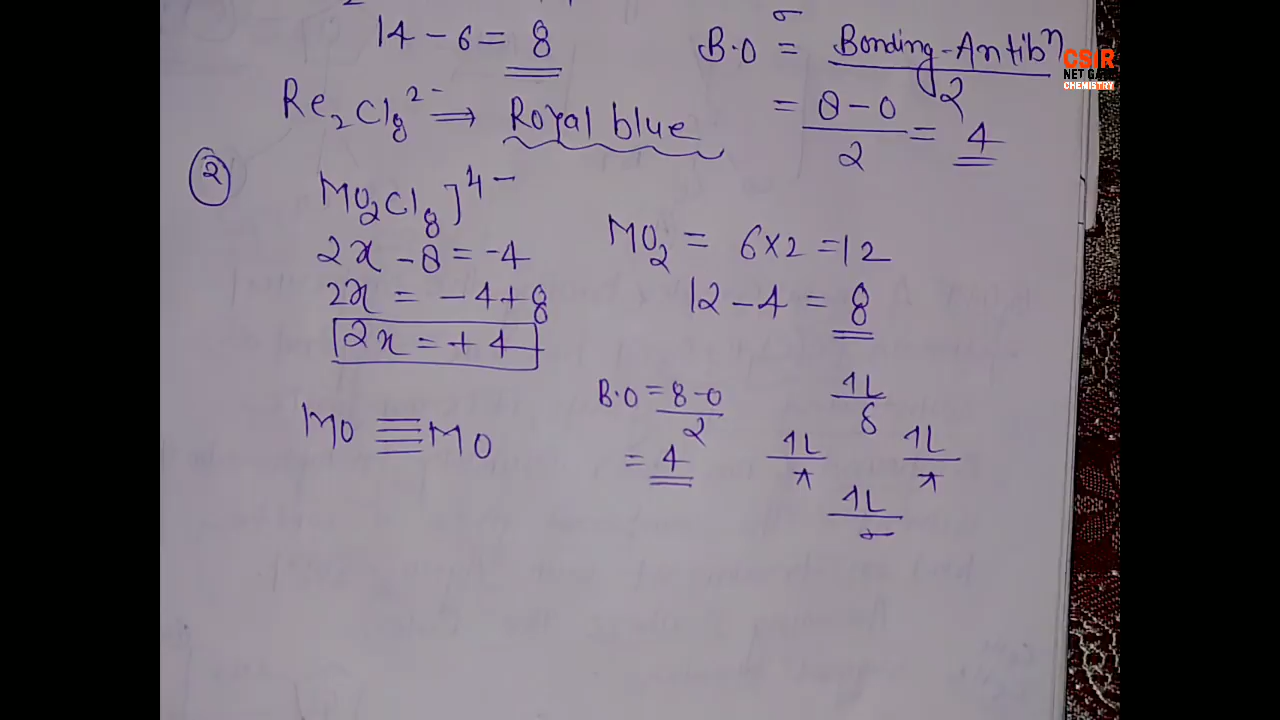 14 - 6 = 8
σ
B.O = Bonding-Antibⁿ / 2
CSIR
NET GATE
CHEMISTRY
Re₂Cl₈²⁻ ⟹ Royal blue
= 8-0 / 2 = 4
②
Mo₂Cl₈]⁴⁻
2x - 8 = -4
2x = -4+8
2x = +4
Mo ≣ Mo
Mo₂ = 6×2 = 12
12 - 4 = 8
B.O = 8-0 / 2
= 4
1L
δ
1L 1L
π π
1L
σ